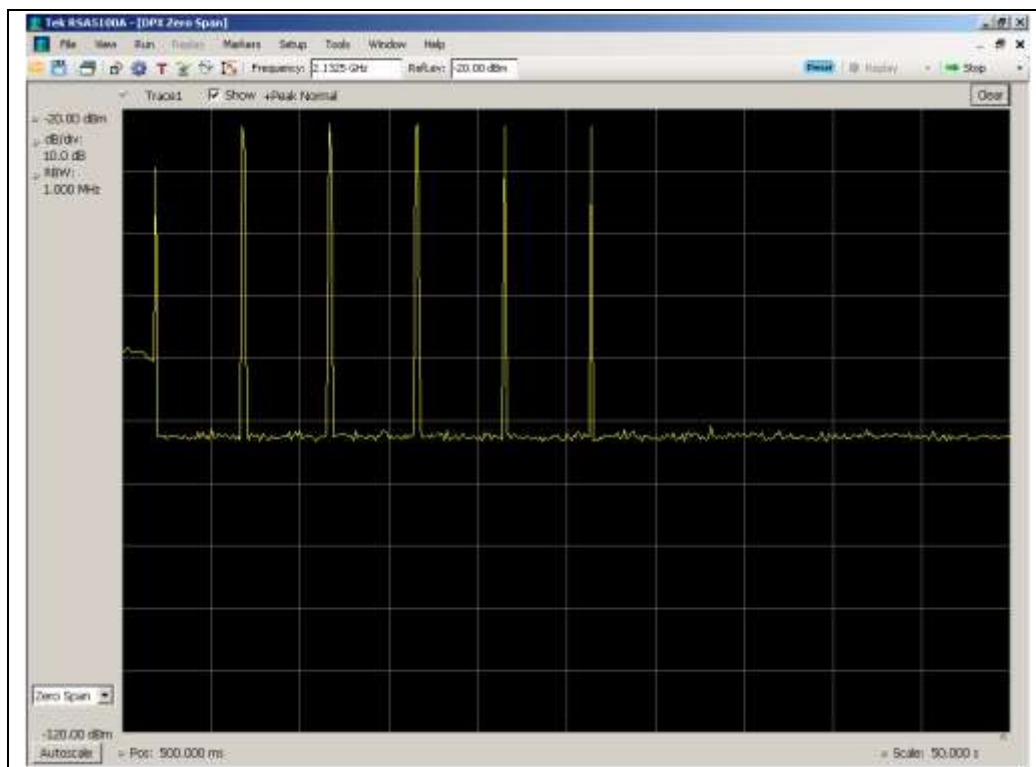 Tek RSA5100A - [DPX Zero Span]
File View Run Replay Markers Setup Tools Window Help
Frequency: 2.1325 GHz RefLev: -20.00 dBm Preset Replay Stop
Trace1 Show +Peak Normal Clear
-20.00 dBm
dB/div:
10.0 dB
RBW:
1.000 MHz
Zero Span
-120.00 dBm
Autoscale Pos: 500.000 ms Scale: 50.000 s